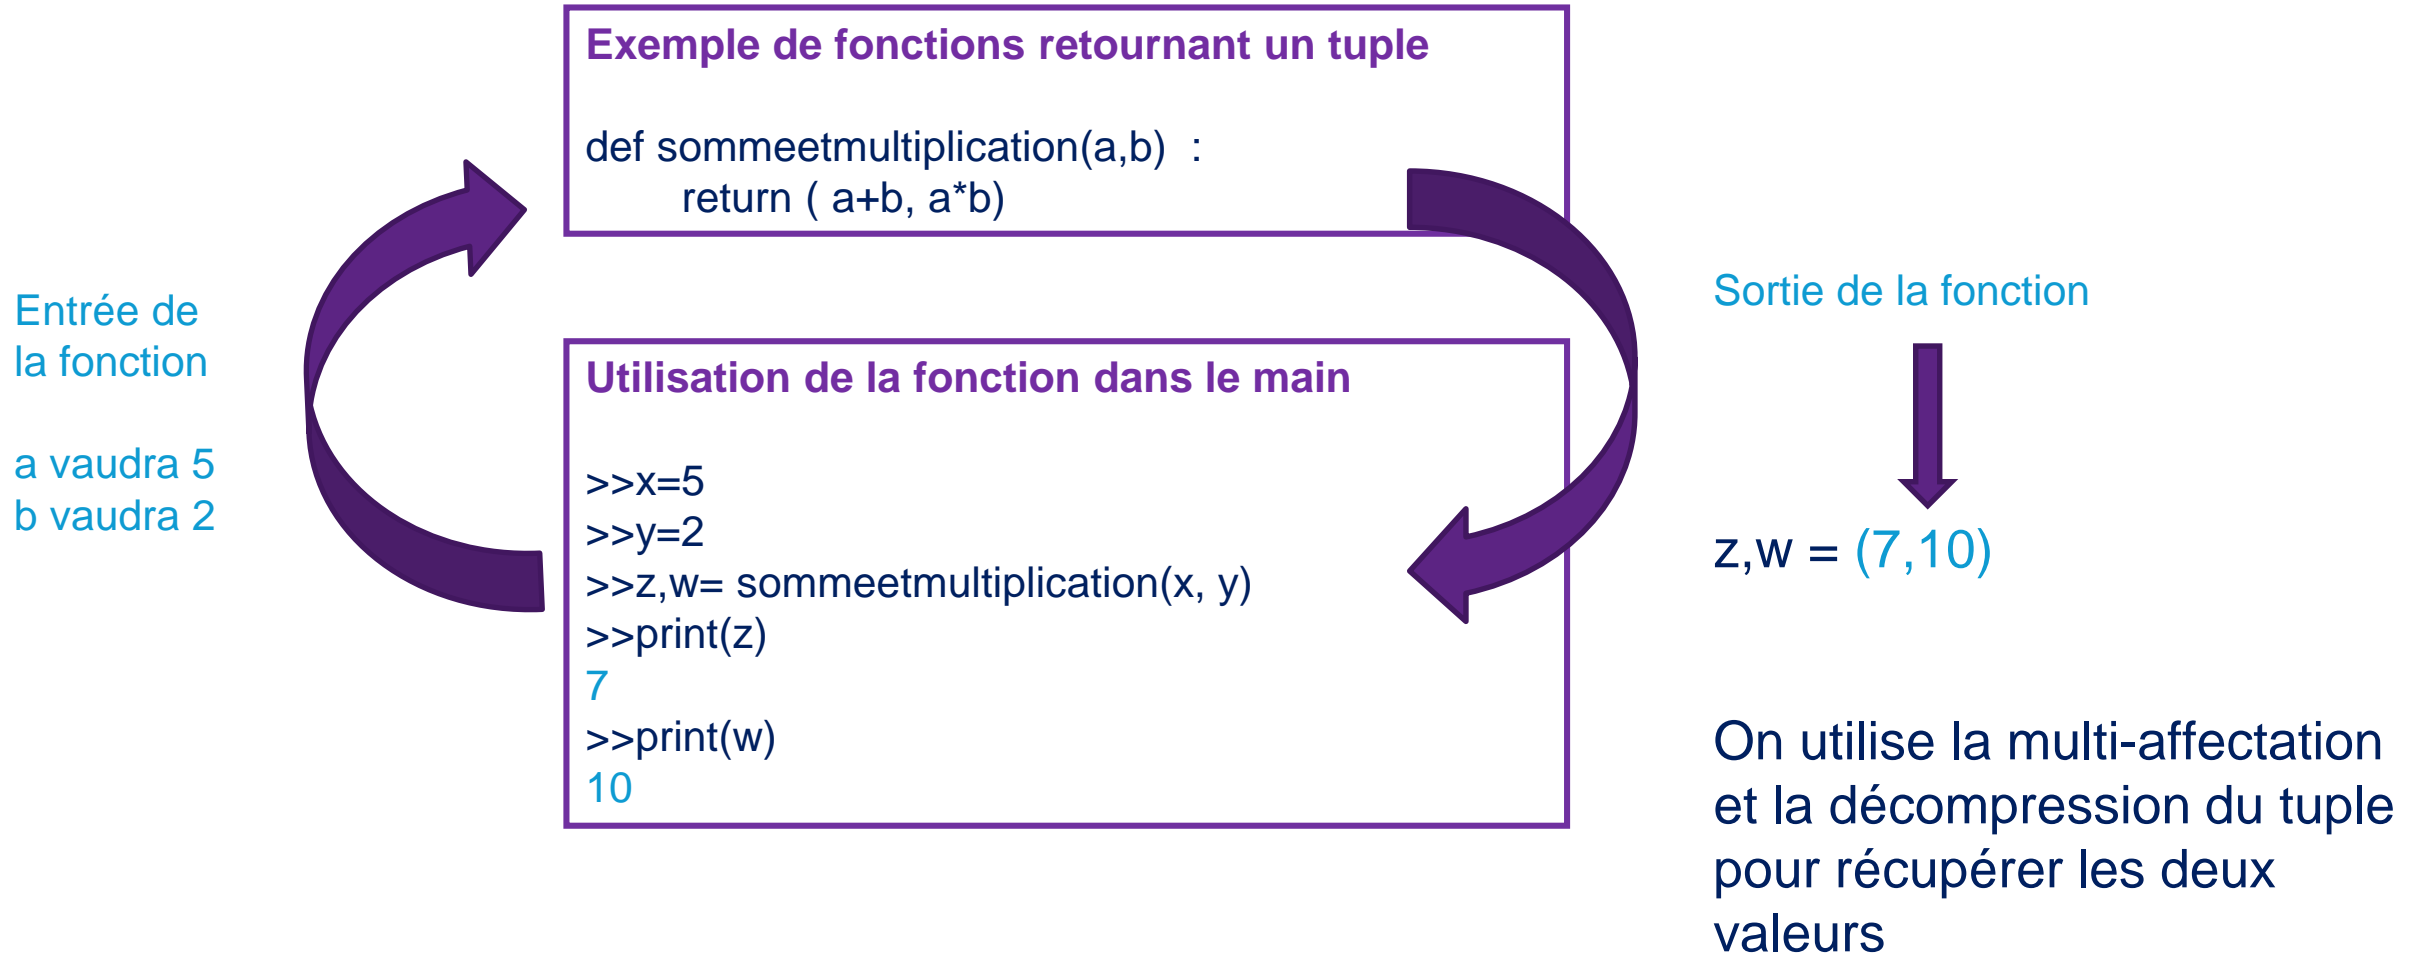 Exemple de fonctions retournant un tuple
def sommeetmultiplication(a,b)  :
return ( a+b, a*b)
Entrée de
la fonction
a vaudra 5
b vaudra 2
Utilisation de la fonction dans le main
>>x=5
>>y=2
>>z,w= sommeetmultiplication(x, y)
>>print(z)
7
>>print(w)
10
Sortie de la fonction
z,w = (7,10)
On utilise la multi-affectation
et la décompression du tuple
pour récupérer les deux
valeurs